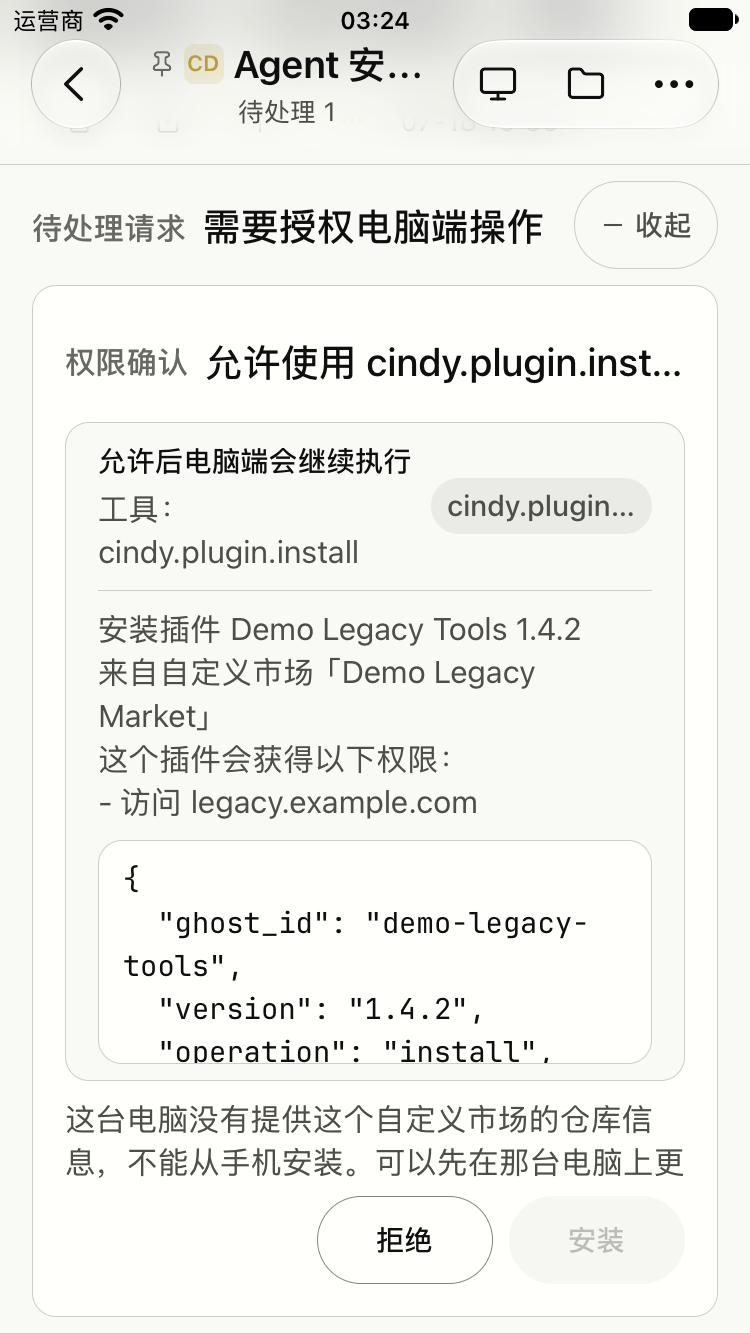 运营商
03:24
CD Agent 安...
待处理 1
待处理请求 需要授权电脑端操作
— 收起
权限确认 允许使用 cindy.plugin.inst...
允许后电脑端会继续执行
工具：
cindy.plugin...
cindy.plugin.install
安装插件 Demo Legacy Tools 1.4.2
来自自定义市场「Demo Legacy
Market」
这个插件会获得以下权限：
- 访问 legacy.example.com
{
"ghost_id": "demo-legacy-
tools",
"version": "1.4.2",
"operation": "install",
这台电脑没有提供这个自定义市场的仓库信
息，不能从手机安装。可以先在那台电脑上更
拒绝
安装